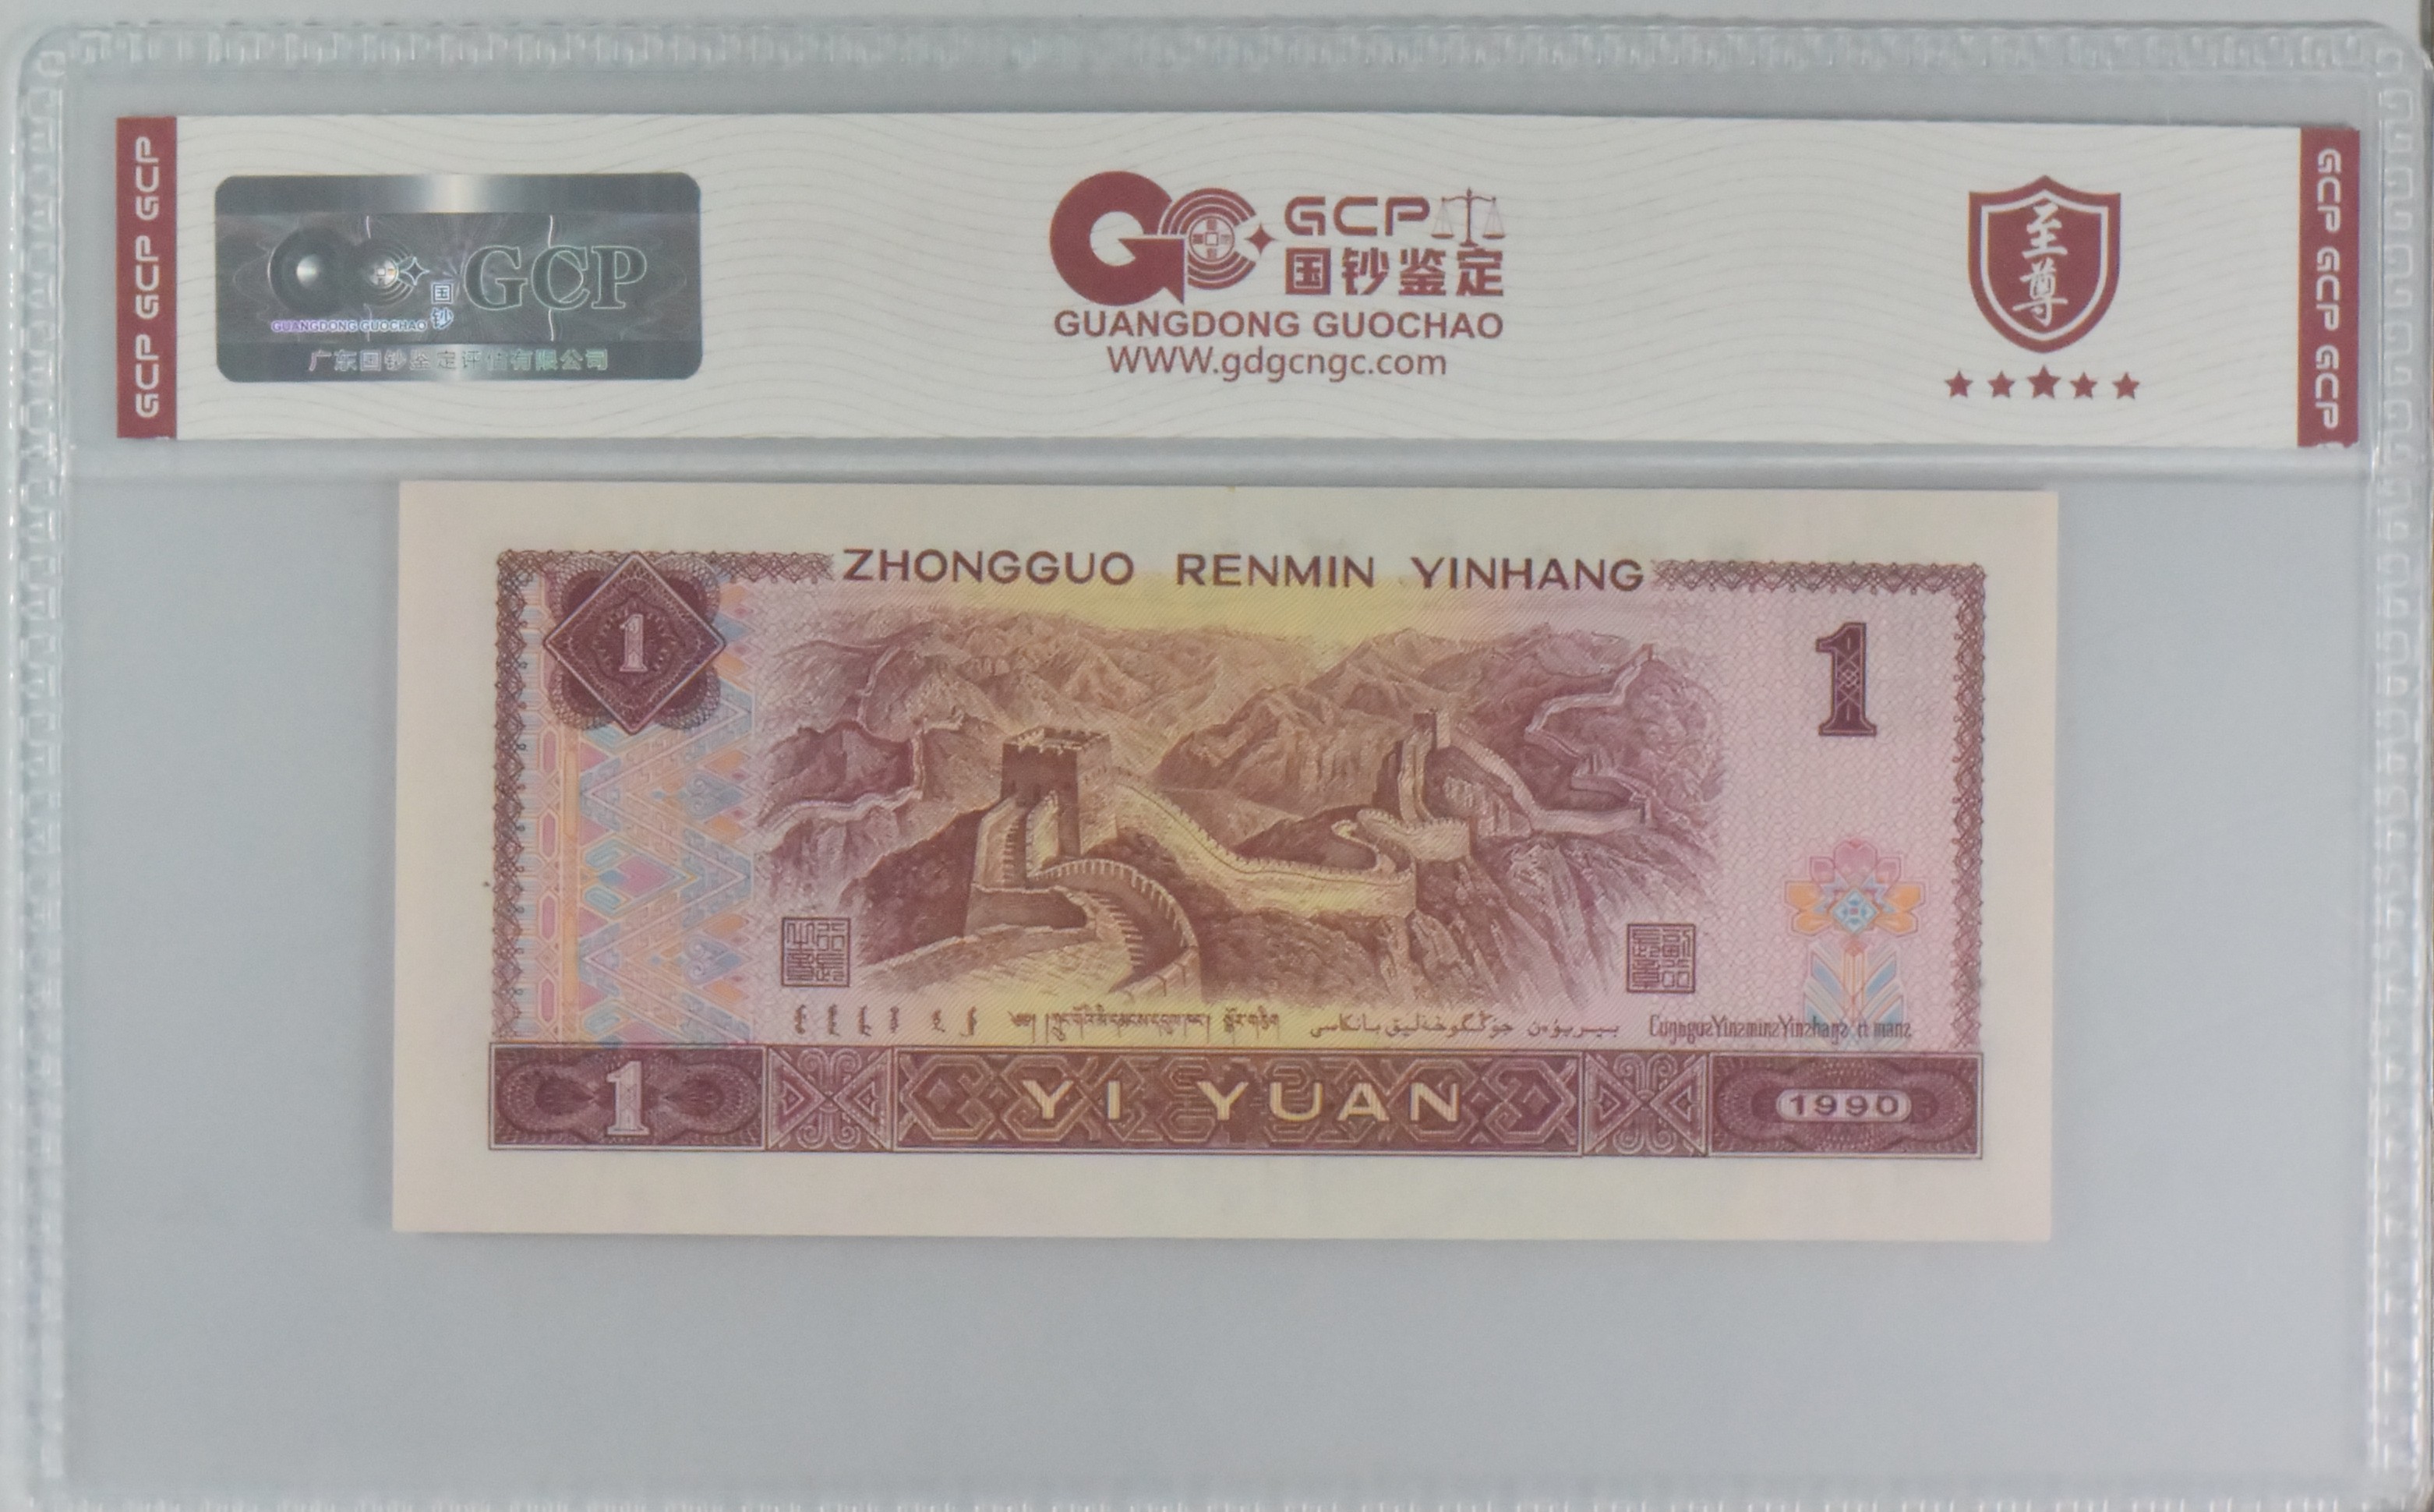 GCP GCP GCP
国钞
GCP
GUANGDONG GUOCHAO
广东国钞鉴定评估有限公司
GCP
国钞鉴定
GUANGDONG GUOCHAO
WWW.gdgcngc.com
至尊
GCP GCP GCP
ZHONGGUO RENMIN YINHANG
1
1
1
YI YUAN
1990